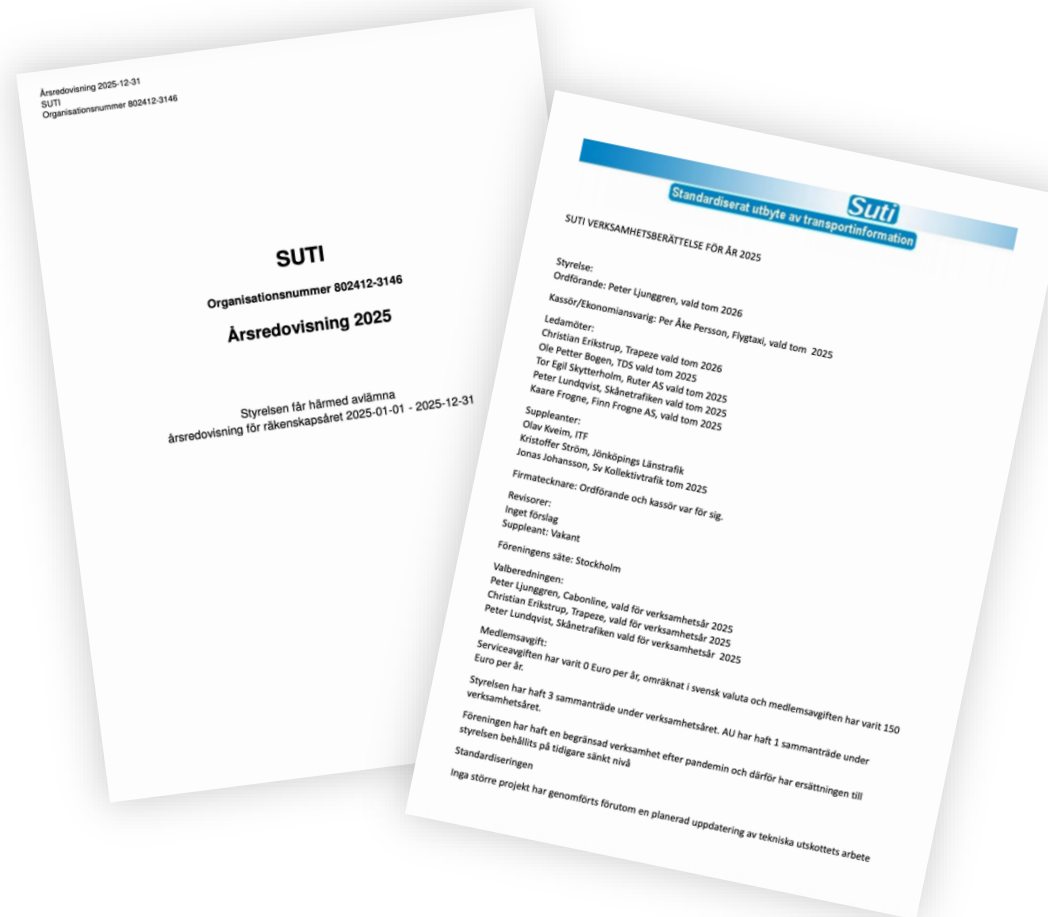 Årsredovisning 2025-12-31
SUTI
Organisationsnummer 802412-3146
SUTI
Organisationsnummer 802412-3146
Årsredovisning 2025
Styrelsen får härmed avlämna
årsredovisning för räkenskapsåret 2025-01-01 - 2025-12-31
Suti
Standardiserat utbyte av transportinformation
SUTI VERKSAMHETSBERÄTTELSE FÖR ÅR 2025
Styrelse:
Ordförande: Peter Ljunggren, vald tom 2026
Kassör/Ekonomiansvarig: Per Åke Persson, Flygtaxi, vald tom 2025
Ledamöter:
Christian Erikstrup, Trapeze vald tom 2026
Ole Petter Bogen, TDS vald tom 2025
Tor Egil Skytterholm, Ruter AS vald tom 2025
Peter Lundqvist, Skånetrafiken vald tom 2025
Kaare Frogne, Finn Frogne AS, vald tom 2025
Suppleanter:
Olav Kveim, ITF
Kristoffer Ström, Jönköpings Länstrafik
Jonas Johansson, Sv Kollektivtrafik tom 2025
Firmatecknare: Ordförande och kassör var för sig.
Revisorer:
Inget förslag
Suppleant: Vakant
Föreningens säte: Stockholm
Valberedningen:
Peter Ljunggren, Cabonline, vald för verksamhetsår 2025
Christian Erikstrup, Trapeze, vald för verksamhetsår 2025
Peter Lundqvist, Skånetrafiken vald för verksamhetsår 2025
Medlemsavgift:
Serviceavgiften har varit 0 Euro per år, omräknat i svensk valuta och medlemsavgiften har varit 150
Euro per år.
Styrelsen har haft 3 sammanträde under verksamhetsåret. AU har haft 1 sammanträde under
verksamhetsåret.
Föreningen har haft en begränsad verksamhet efter pandemin och därför har ersättningen till
styrelsen behållits på tidigare sänkt nivå
Standardiseringen
Inga större projekt har genomförts förutom en planerad uppdatering av tekniska utskottets arbete